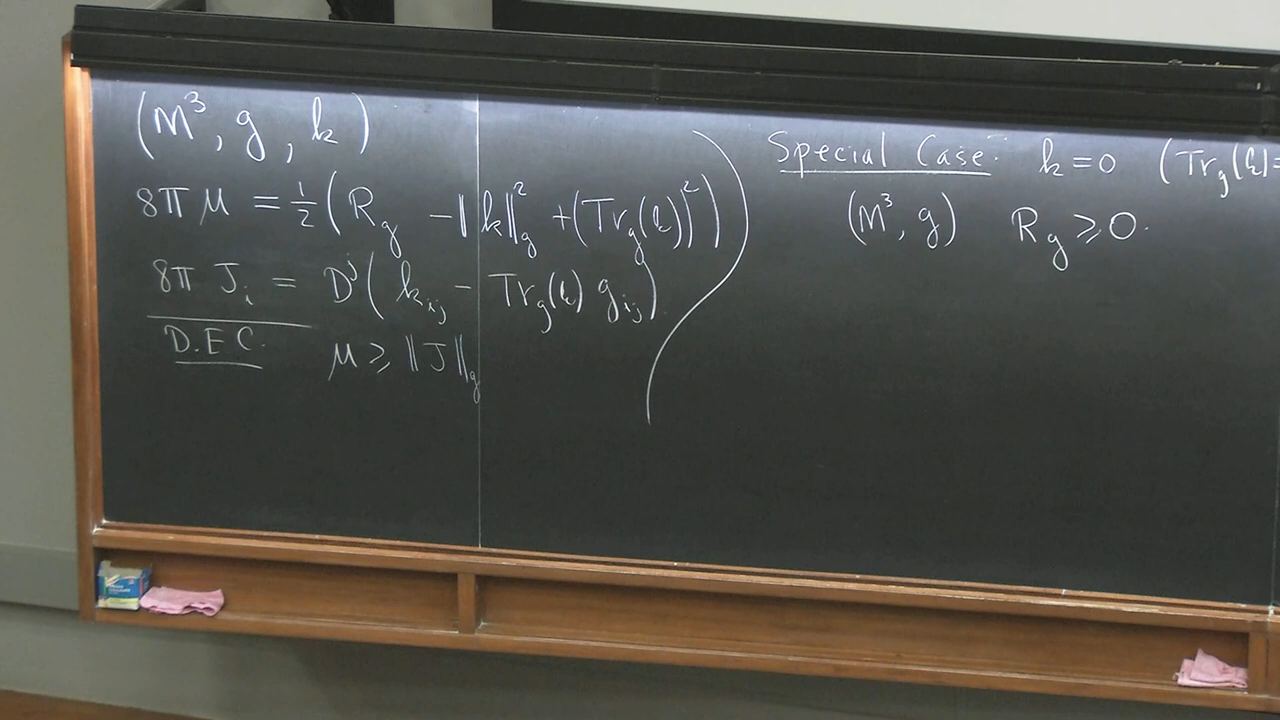 (M³, g, k)
8π μ = ½ (R_g − ‖k‖²_g + (Tr_g(k))²)
8π J_i = D^j (k_ij − Tr_g(k) g_ij)
D.E.C. μ ≥ ‖J‖_g
Special Case: k = 0 (Tr_g(k)=
(M³, g) R_g ≥ 0.